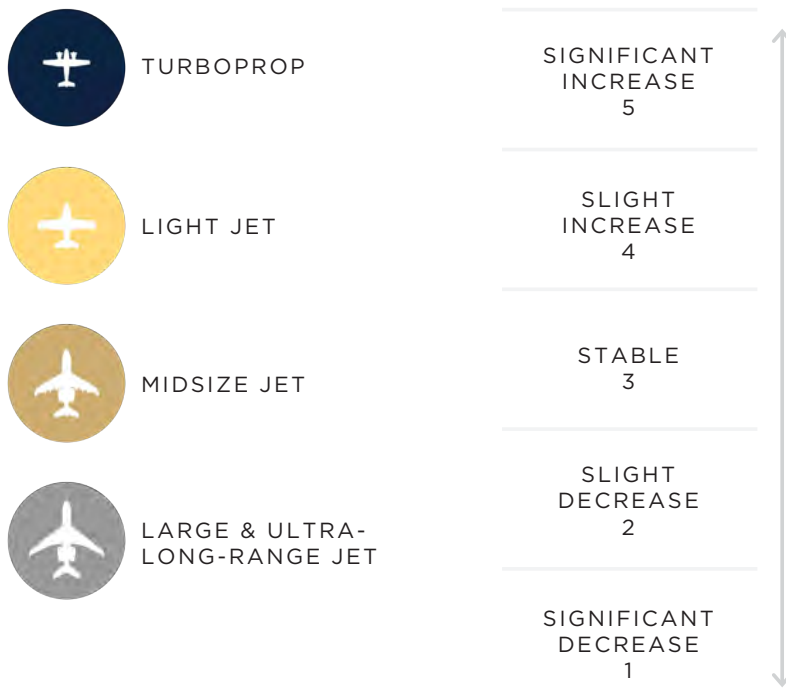 TURBOPROP
LIGHT JET
MIDSIZE JET
LARGE & ULTRA-
LONG-RANGE JET
SIGNIFICANT
INCREASE
5
SLIGHT
INCREASE
4
STABLE
3
SLIGHT
DECREASE
2
SIGNIFICANT
DECREASE
1